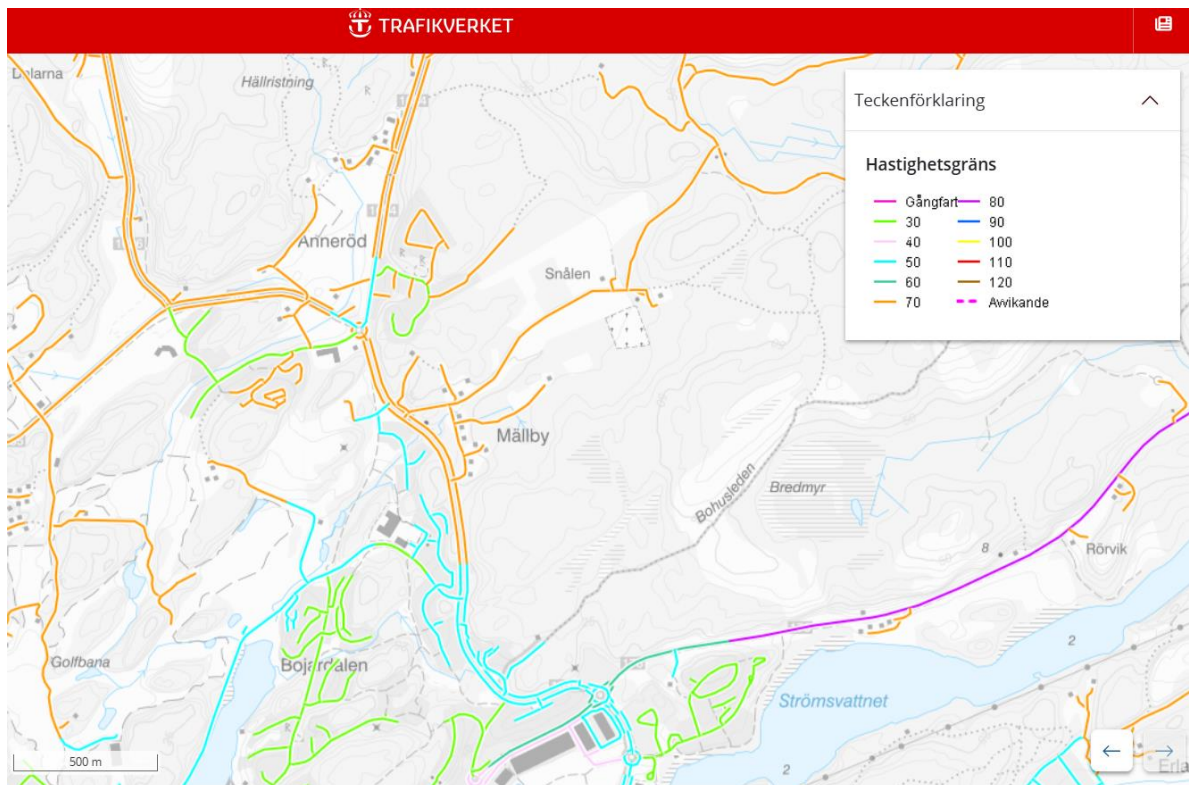 TRAFIKVERKET
Teckenförklaring
Hastighetsgräns
Gångfart
30
40
50
60
70
80
90
100
110
120
Avvikande
Hällristning
Anneröd
Snålen
Mällby
Bohusleden
Bredmyr
8
Rörvik
2
Golfbana
Bojardalen
Strömsvattnet
2
500 m